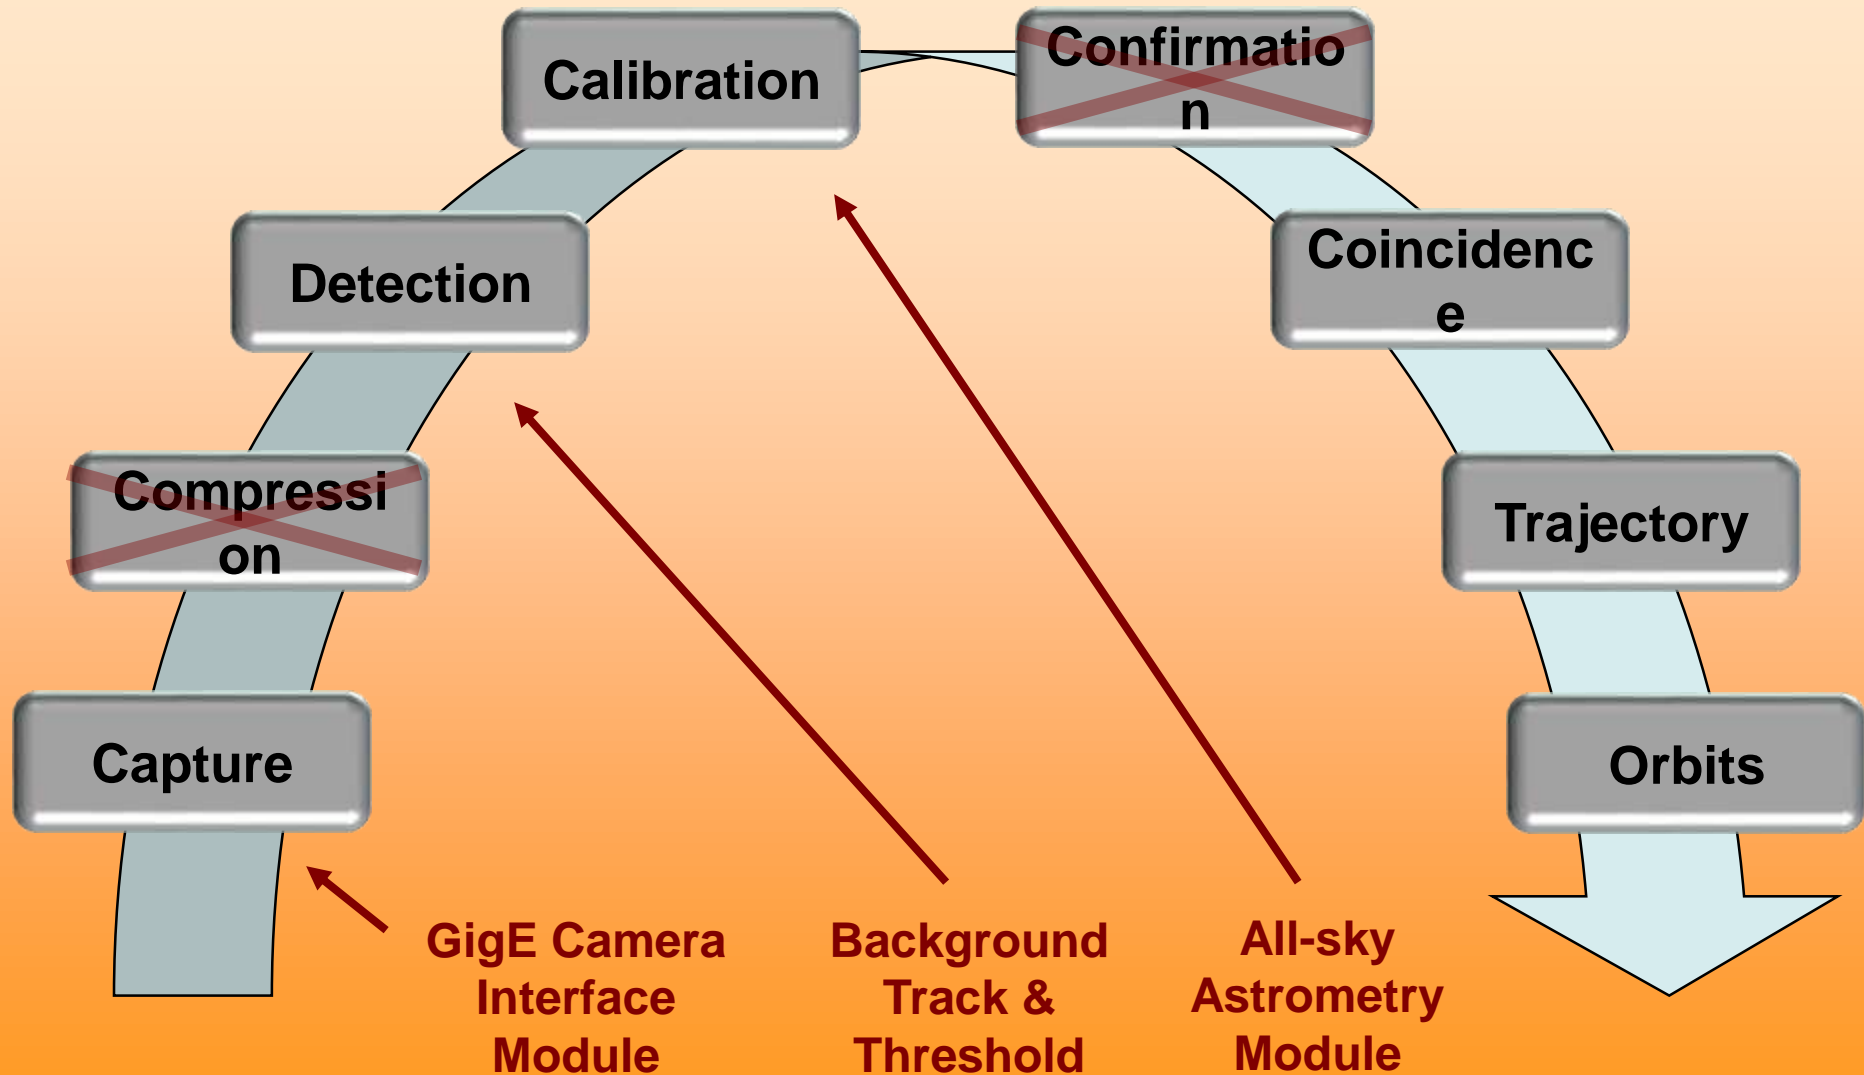 Calibration
Confirmatio
n
Detection
Coincidenc
e
Compressi
on
Trajectory
Capture
Orbits
GigE Camera
Interface
Module
Background
Track &
Threshold
All-sky
Astrometry
Module